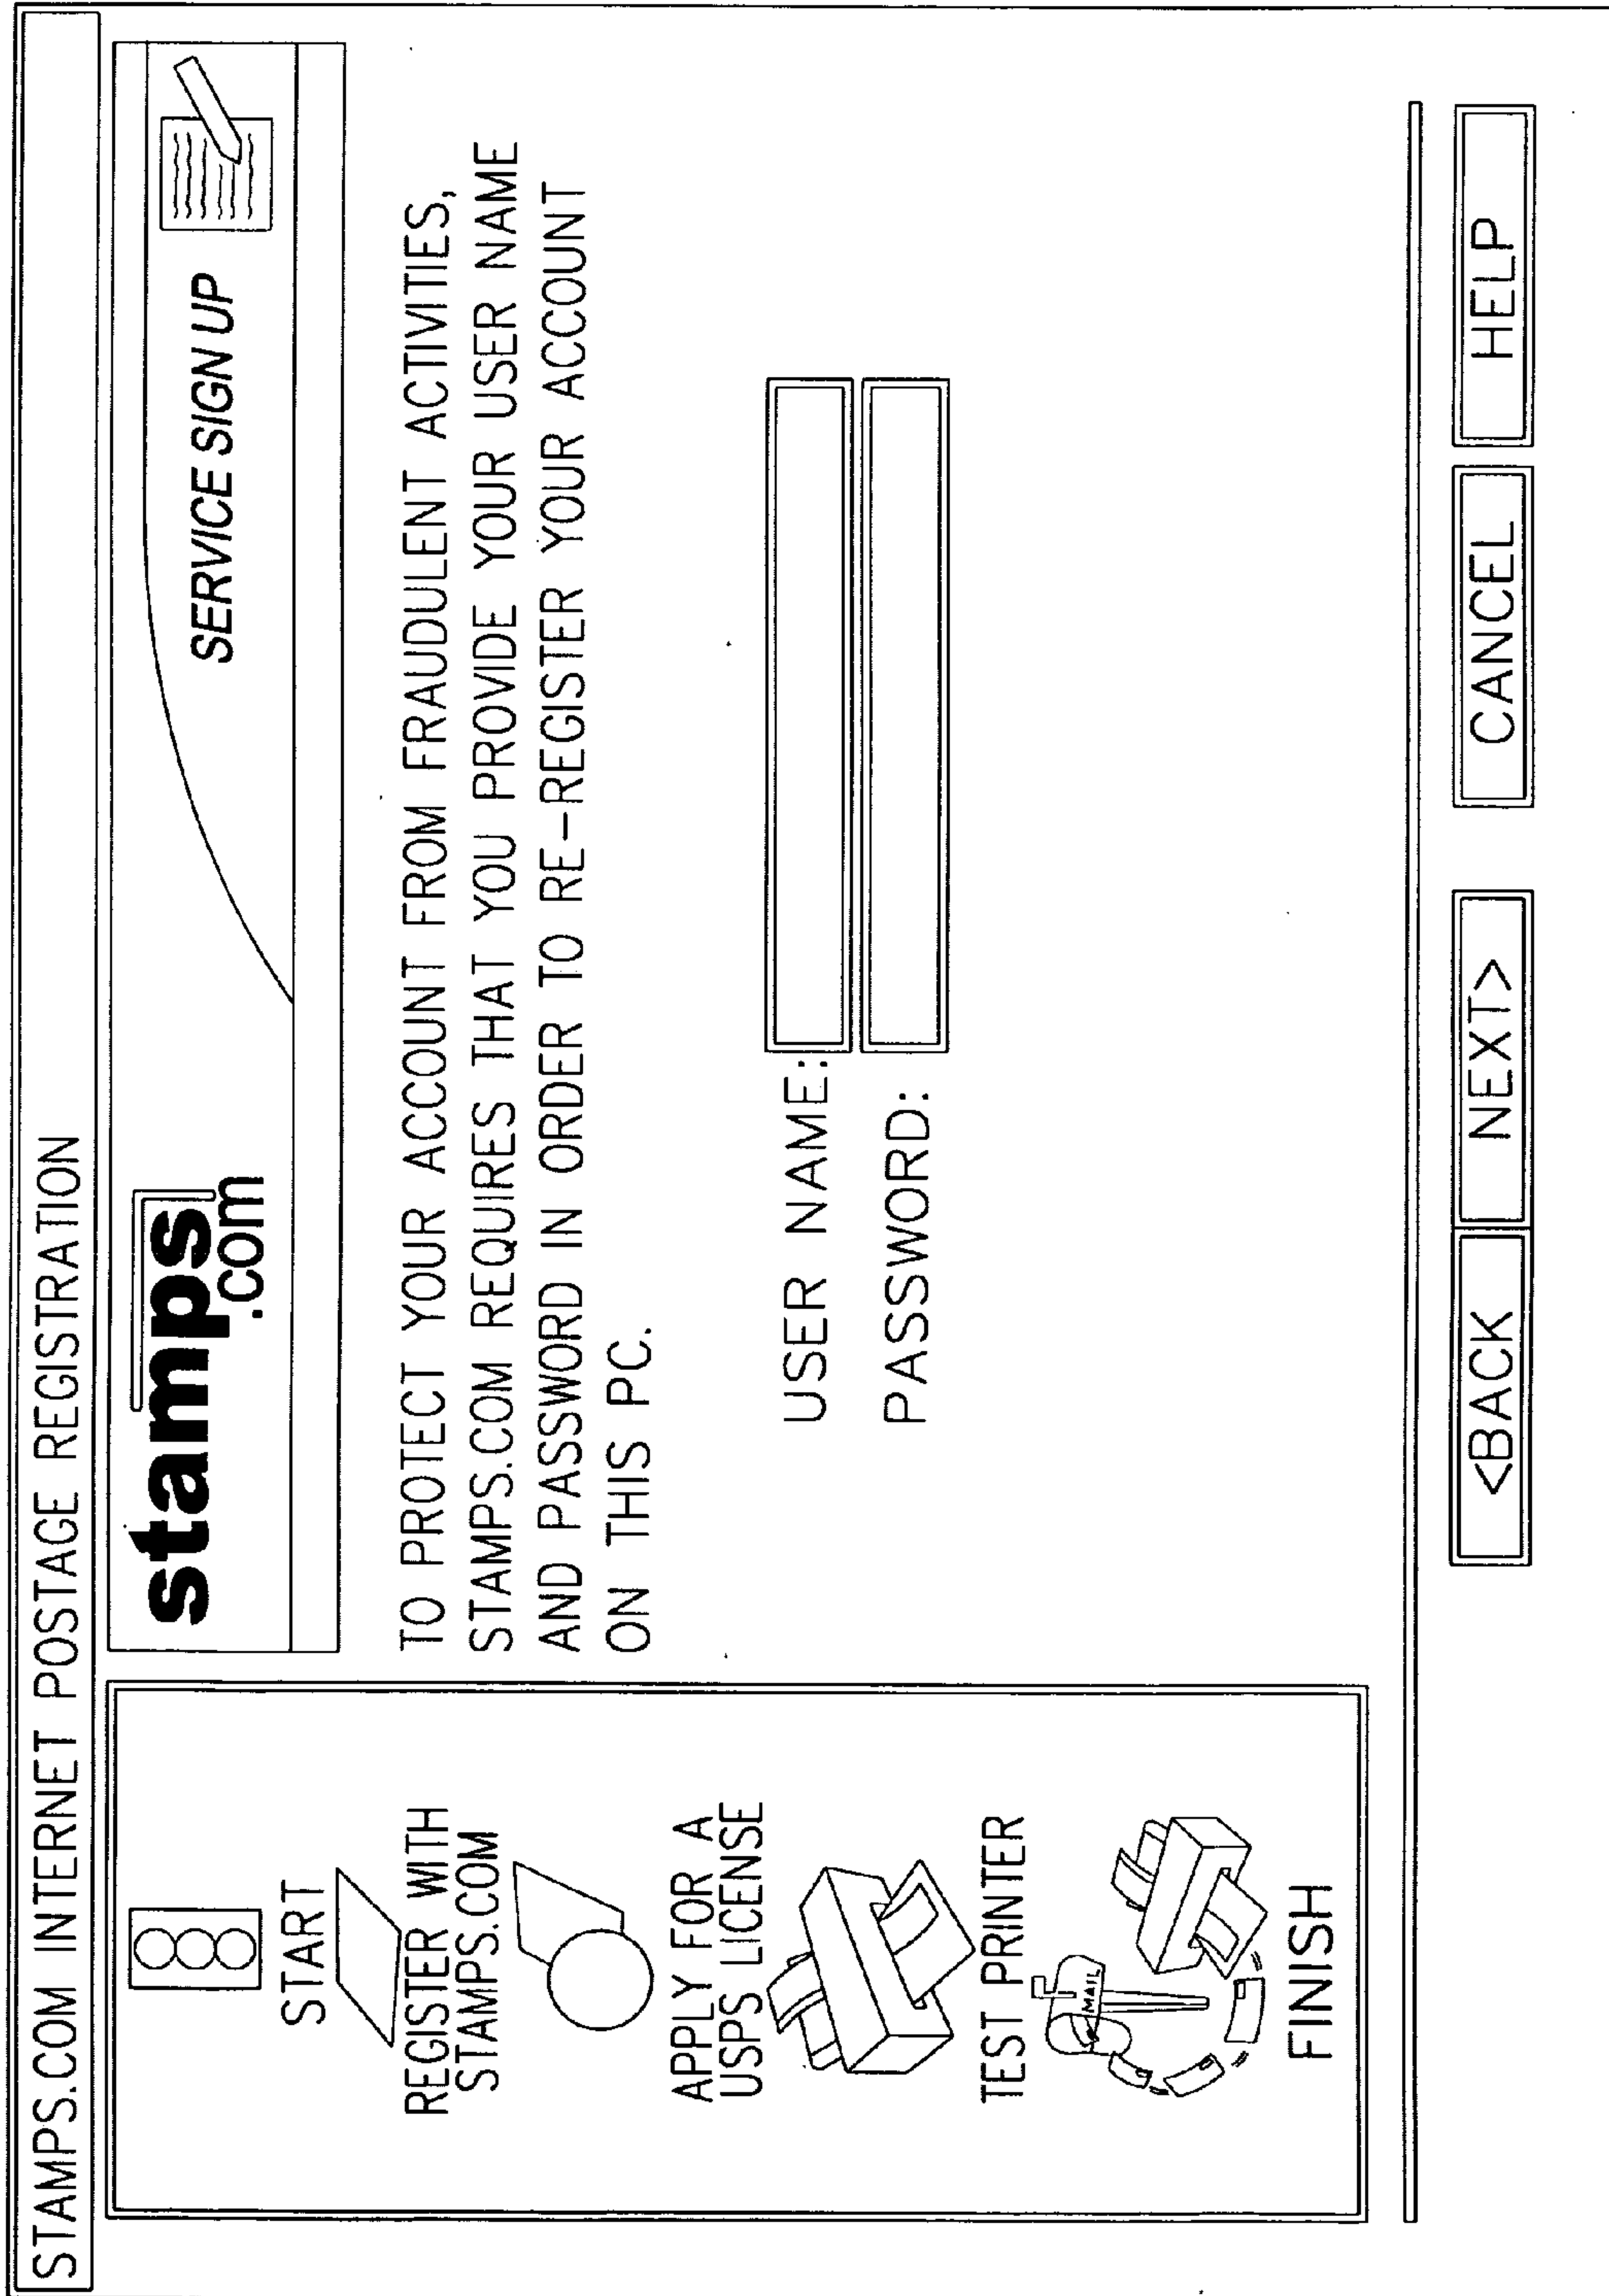 STAMPS.COM INTERNET POSTAGE REGISTRATION
stamps
.com
SERVICE SIGN UP
START
REGISTER WITH
STAMPS.COM
APPLY FOR A
USPS LICENSE
TEST PRINTER
MAIL
FINISH
TO PROTECT YOUR ACCOUNT FROM FRAUDULENT ACTIVITIES,
STAMPS.COM REQUIRES THAT YOU PROVIDE YOUR USER NAME
AND PASSWORD IN ORDER TO RE-REGISTER YOUR ACCOUNT
ON THIS PC.
USER NAME:
PASSWORD:
<BACK
NEXT>
CANCEL
HELP